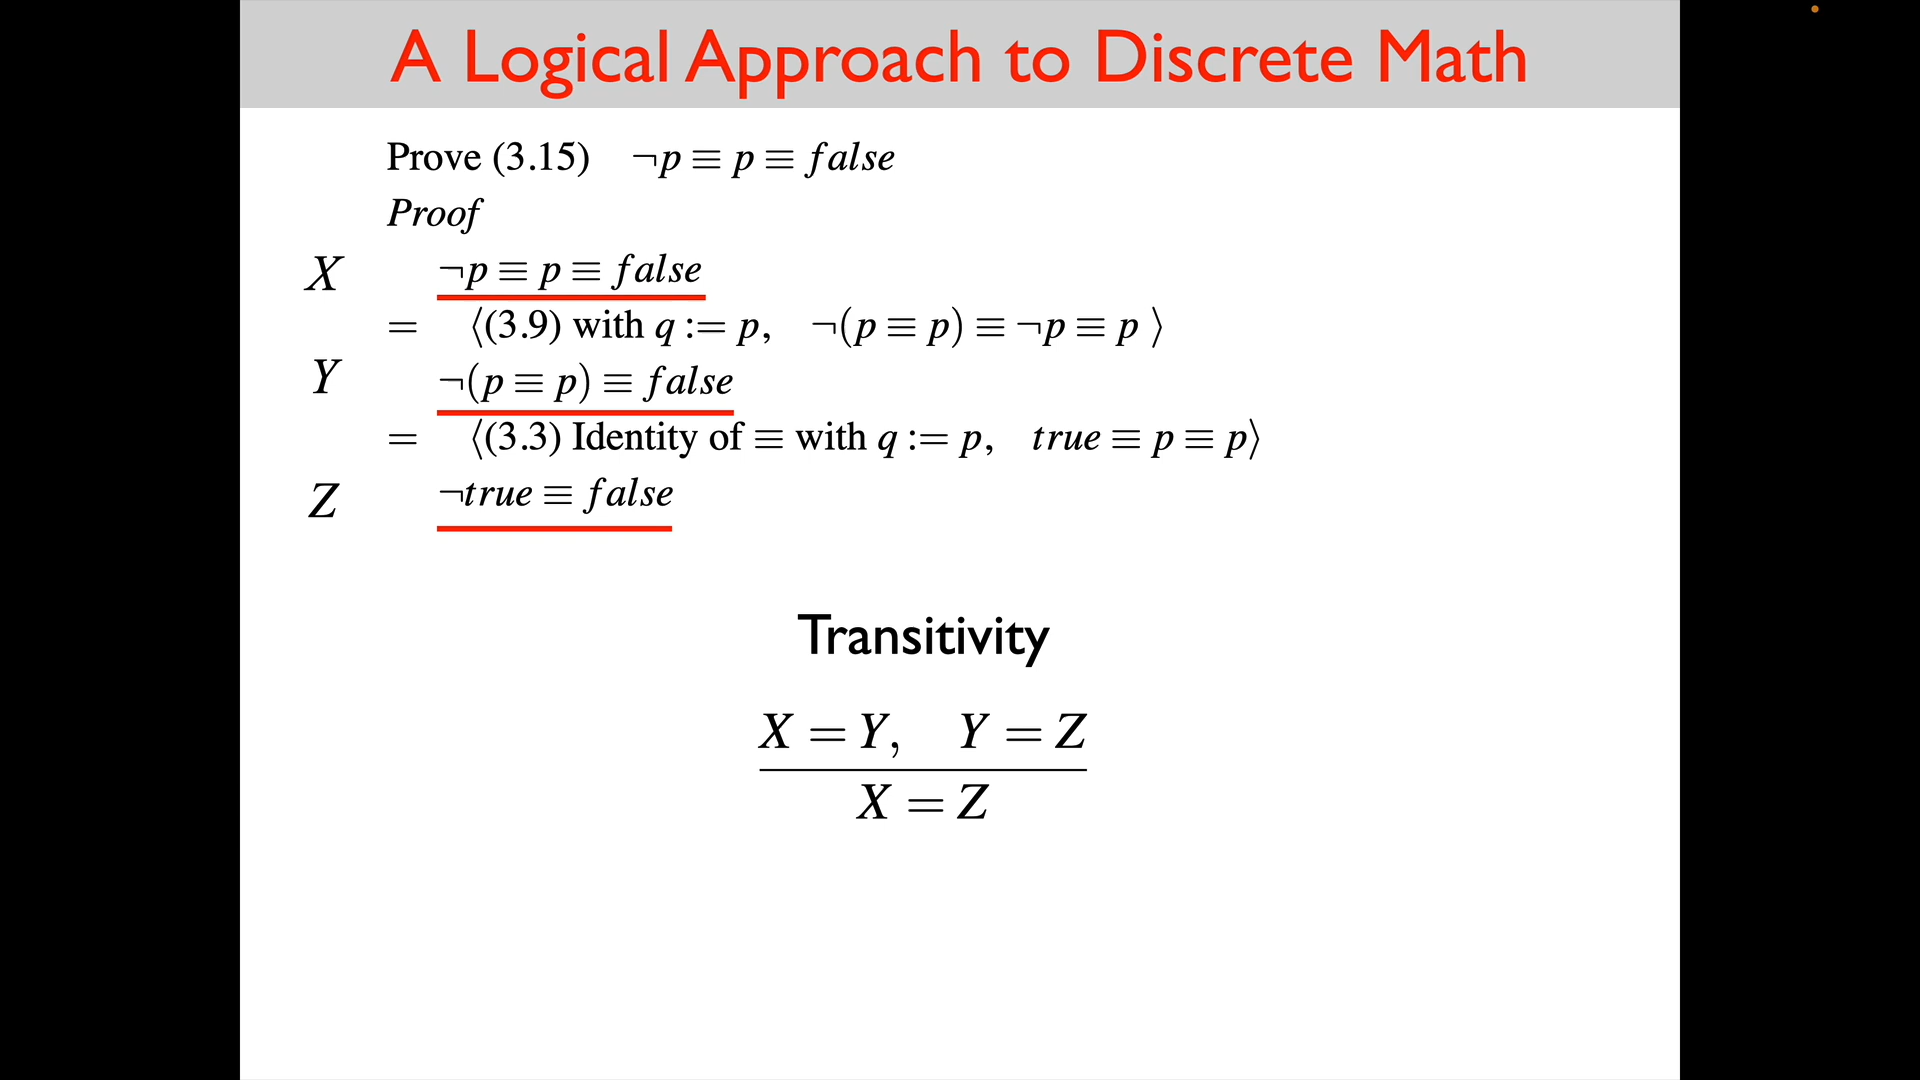 A Logical Approach to Discrete Math
Prove (3.15) ¬p ≡ p ≡ false
Proof
X ¬p ≡ p ≡ false
= ⟨(3.9) with q := p, ¬(p ≡ p) ≡ ¬p ≡ p ⟩
Y ¬(p ≡ p) ≡ false
= ⟨(3.3) Identity of ≡ with q := p, true ≡ p ≡ p⟩
Z ¬true ≡ false
Transitivity
X = Y, Y = Z
X = Z